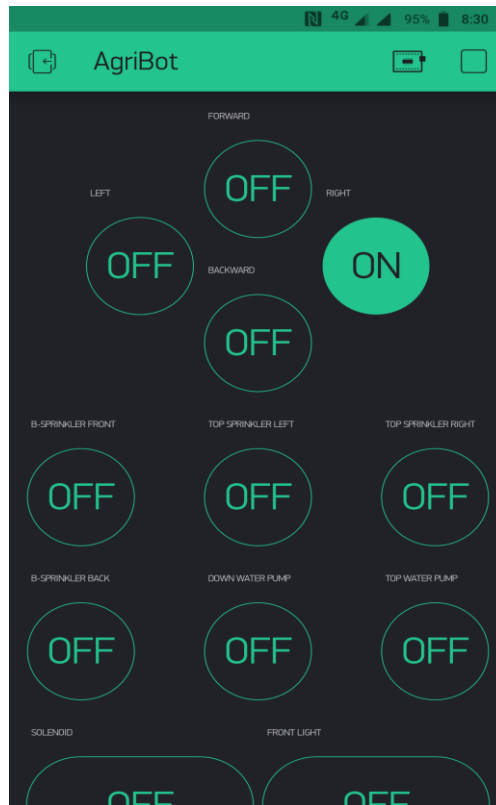 4G 95% 8:30
AgriBot
FORWARD
OFF
LEFT
RIGHT
OFF
ON
BACKWARD
OFF
B-SPRINKLER FRONT TOP SPRINKLER LEFT TOP SPRINKLER RIGHT
OFF OFF OFF
B-SPRINKLER BACK DOWN WATER PUMP TOP WATER PUMP
OFF OFF OFF
SOLENOID FRONT LIGHT
OFF OFF